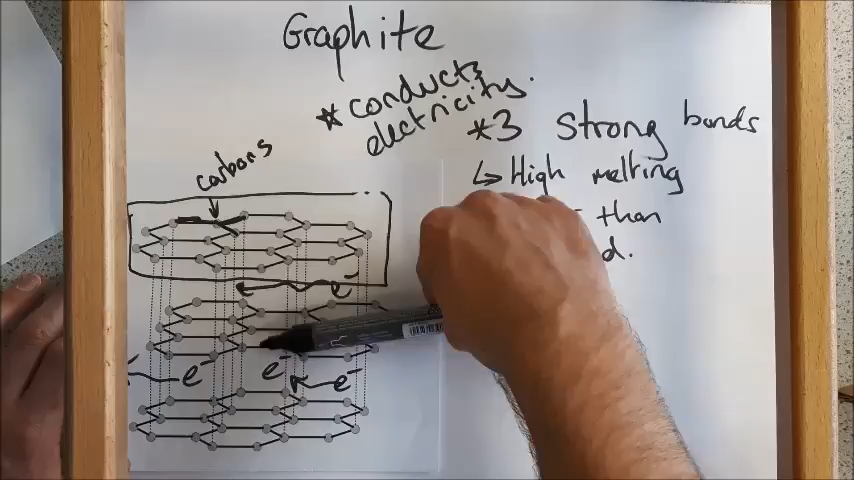 Graphite
* conducts
electricity.
*3 strong bonds
↳ High melting
than
d.
carbons
e-
e- e- e-